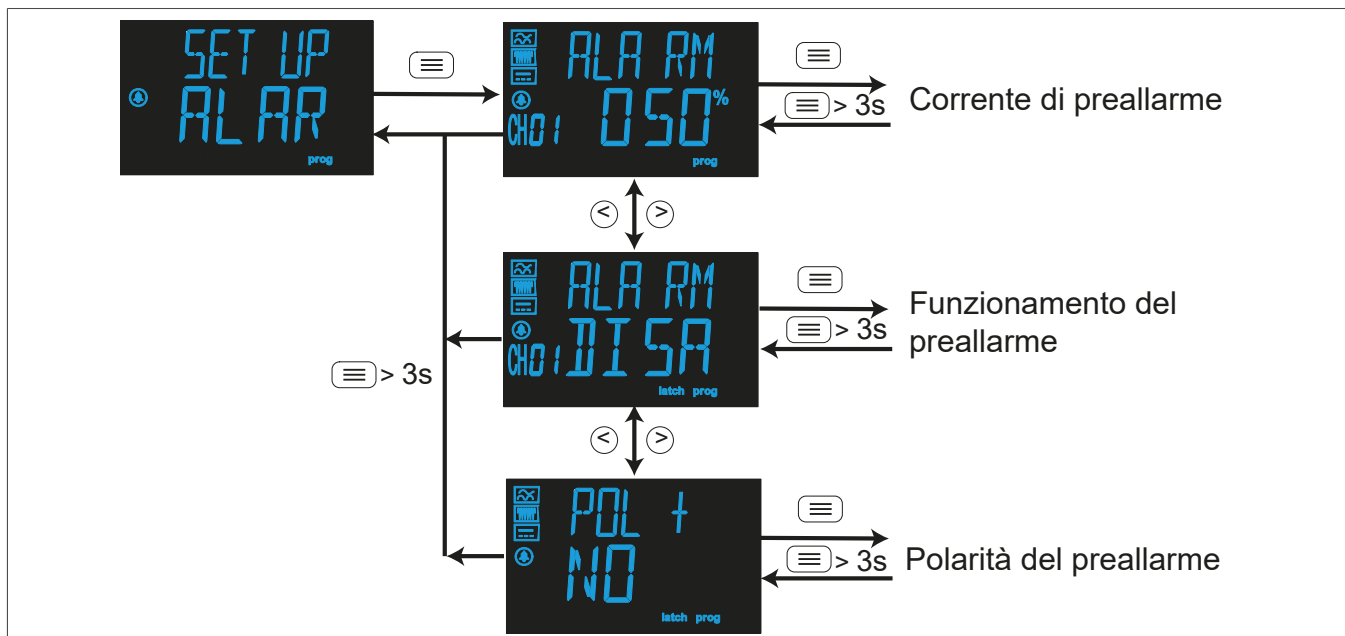 SET UP
ALAR
prog
ALA RM
CH01 050%
prog
> 3s
Corrente di preallarme
< >
ALA RM
CH01 DISA
latch prog
> 3s
Funzionamento del
preallarme
> 3s
< >
POL +
NO
latch prog
> 3s
Polarità del preallarme